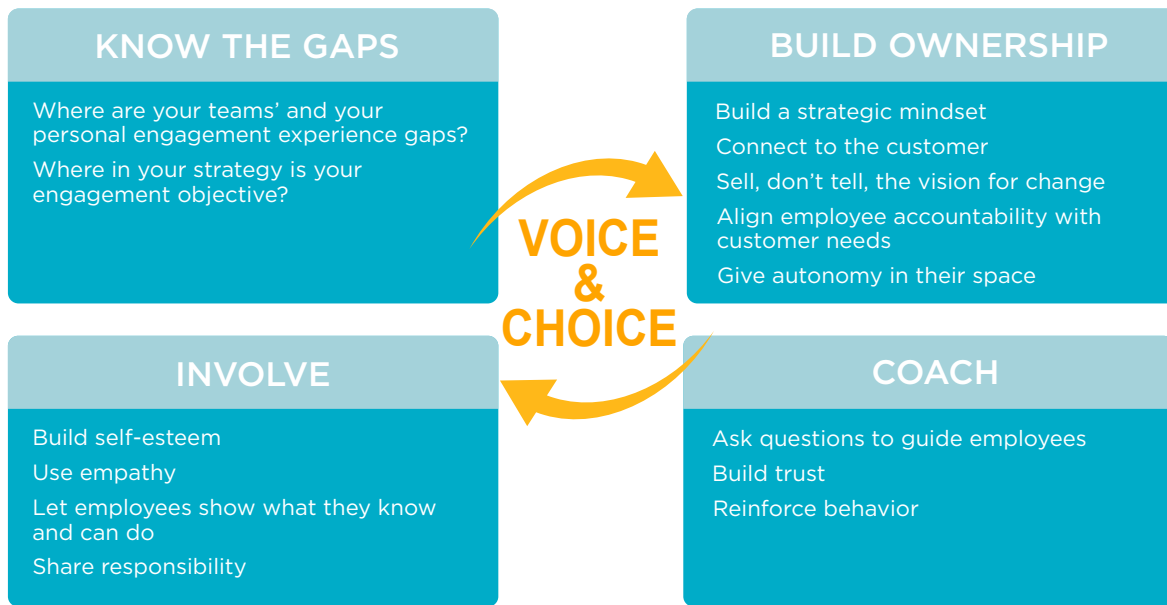 KNOW THE GAPS
Where are your teams' and your
personal engagement experience gaps?
Where in your strategy is your
engagement objective?
BUILD OWNERSHIP
Build a strategic mindset
Connect to the customer
Sell, don't tell, the vision for change
Align employee accountability with
customer needs
Give autonomy in their space
VOICE
&
CHOICE
INVOLVE
Build self-esteem
Use empathy
Let employees show what they know
and can do
Share responsibility
COACH
Ask questions to guide employees
Build trust
Reinforce behavior